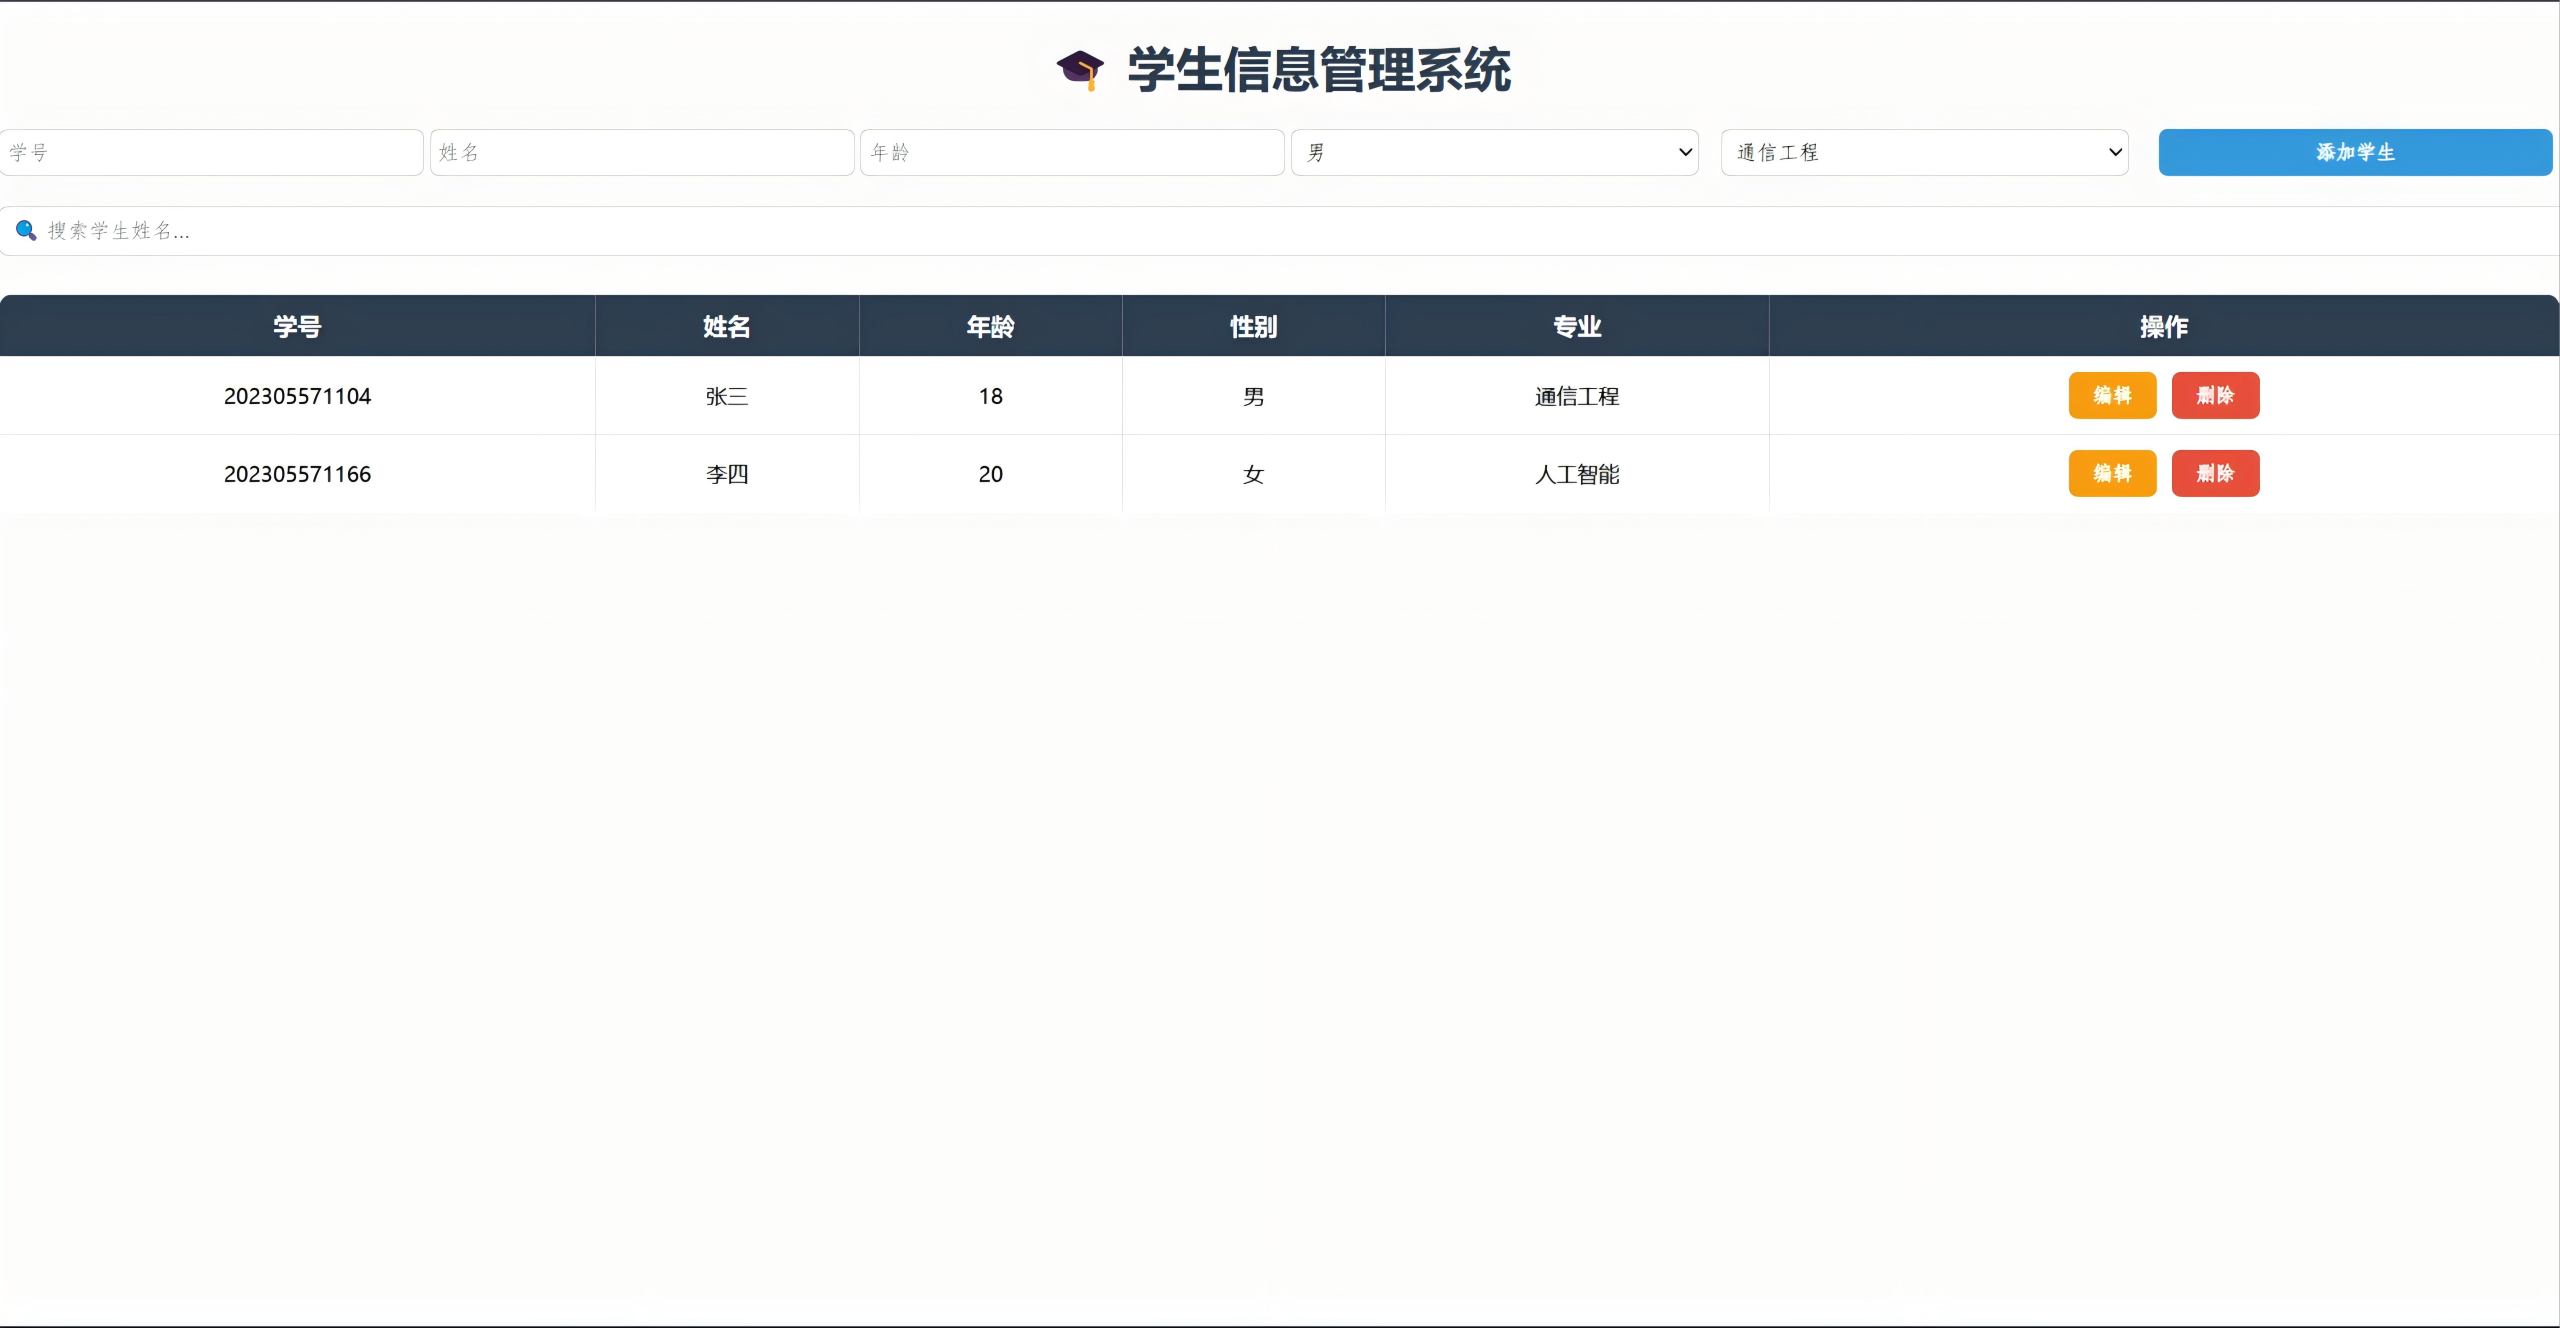 🎓 学生信息管理系统
学号 姓名 年龄 男 通信工程 添加学生
🔍 搜索学生姓名...
学号 姓名 年龄 性别 专业 操作
202305571104 张三 18 男 通信工程 编辑 删除
202305571166 李四 20 女 人工智能 编辑 删除